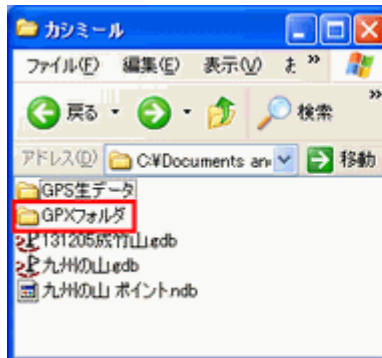 カシミール
ファイル(F) 編集(E) 表示(V) お »
戻る 検索 »
アドレス(D) C:¥Documents an 移動
GPS生データ
GPXフォルダ
131205成竹山.gdb
九州の山.gdb
九州の山 ポイント.ndb